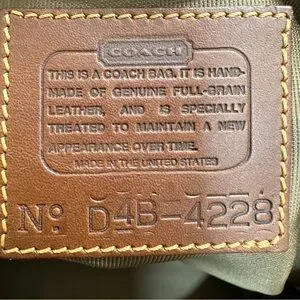 COACH
THIS IS A COACH BAG. IT IS HAND-
MADE OF GENUINE FULL-GRAIN
LEATHER, AND IS SPECIALLY
TREATED TO MAINTAIN A NEW
APPEARANCE OVER TIME.
MADE IN THE UNITED STATES
No D4B-4228